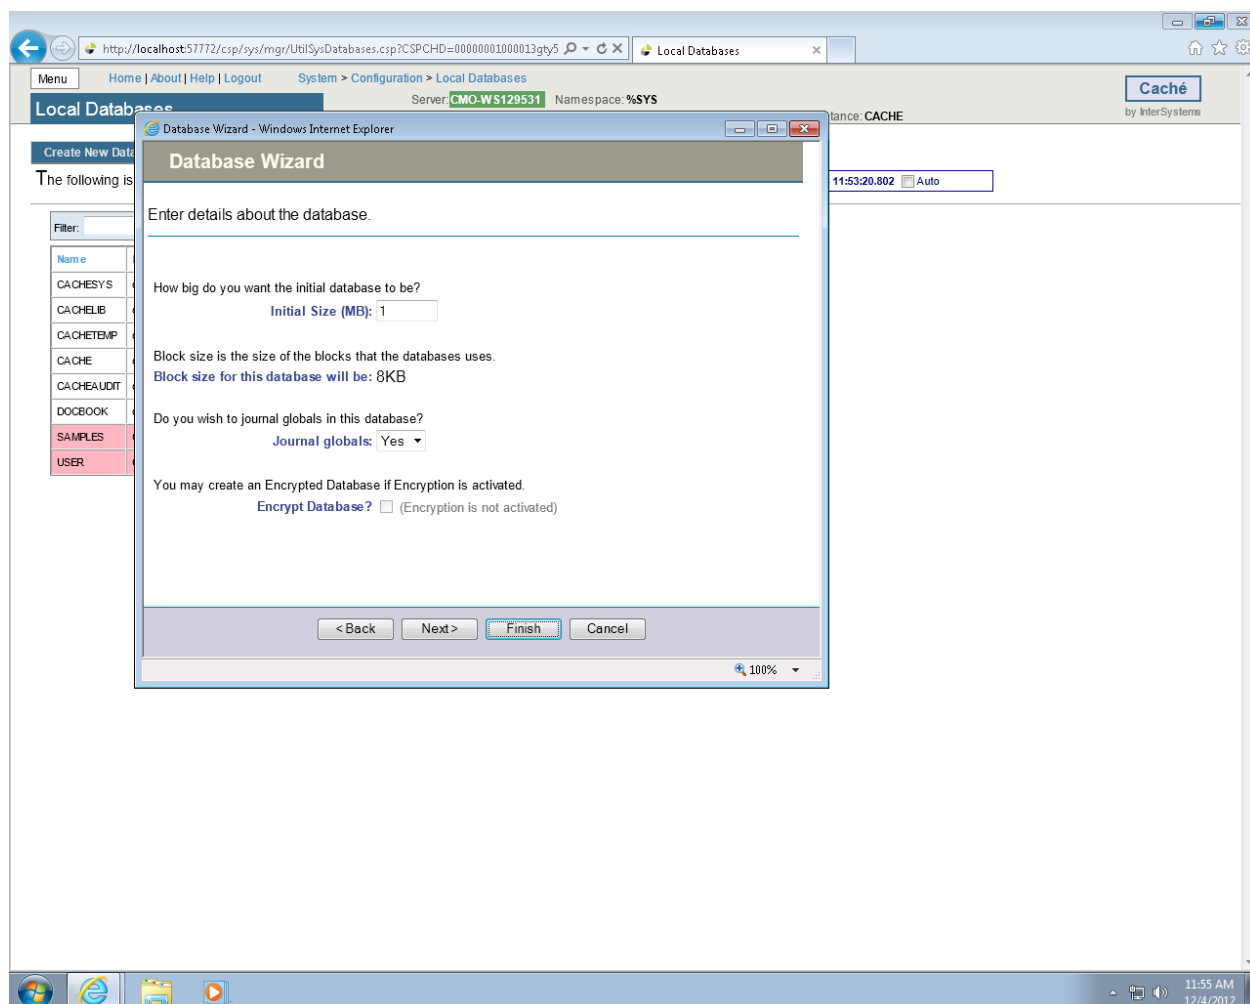 http://localhost:57772/csp/sys/mgr/UtilSysDatabases.csp?CSPCHD=00000001000013gty5
Local Databases
Menu
Home | About | Help | Logout
System > Configuration > Local Databases
Server: CMO-WS129531 Namespace: %SYS
Caché
by InterSystems
Local Databases
tance: CACHE
Database Wizard - Windows Internet Explorer
Create New Data
Database Wizard
The following is
11:53:20.802 Auto
Enter details about the database.
Filter:
Name
CACHESYS
CACHELIB
CACHETEMP
CACHE
CACHEAUDIT
DOCBOOK
SAMPLES
USER
How big do you want the initial database to be?
Initial Size (MB): 1
Block size is the size of the blocks that the databases uses.
Block size for this database will be: 8KB
Do you wish to journal globals in this database?
Journal globals: Yes
You may create an Encrypted Database if Encryption is activated.
Encrypt Database? (Encryption is not activated)
< Back Next > Finish Cancel
100%
11:55 AM
12/4/2012